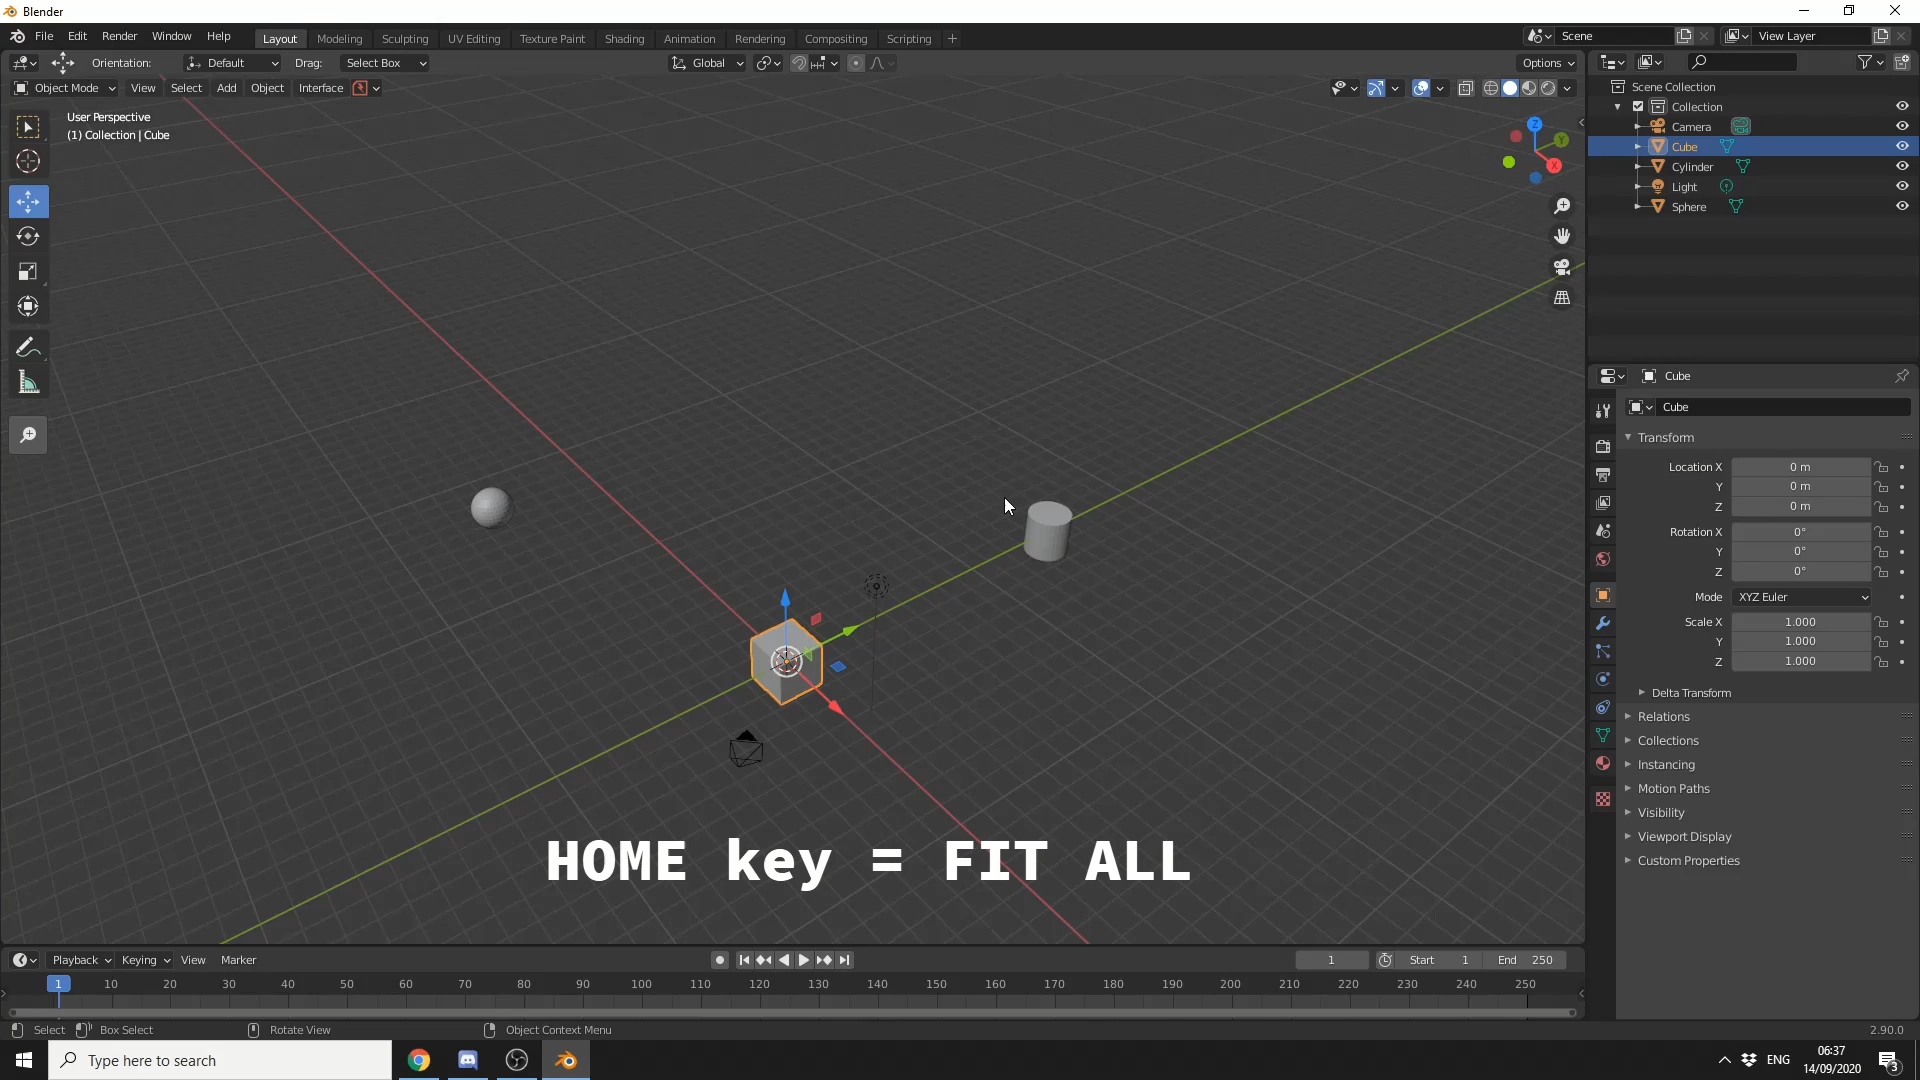 Blender
File Edit Render Window Help
Layout Modeling Sculpting UV Editing Texture Paint Shading Animation Rendering Compositing Scripting +
Scene
View Layer
Orientation: Default Drag: Select Box
Global
Options
Object Mode View Select Add Object Interface
User Perspective
(1) Collection | Cube
Z
Y
X
HOME key = FIT ALL
Scene Collection
Collection
Camera
Cube
Cylinder
Light
Sphere
Cube
Cube
Transform
Location X 0 m
Y 0 m
Z 0 m
Rotation X 0°
Y 0°
Z 0°
Mode XYZ Euler
Scale X 1.000
Y 1.000
Z 1.000
Delta Transform
Relations
Collections
Instancing
Motion Paths
Visibility
Viewport Display
Custom Properties
Playback Keying View Marker
1 Start 1 End 250
1 10 20 30 40 50 60 70 80 90 100 110 120 130 140 150 160 170 180 190 200 210 220 230 240 250
Select Box Select Rotate View Object Context Menu
2.90.0
Type here to search
ENG
06:37
14/09/2020
3